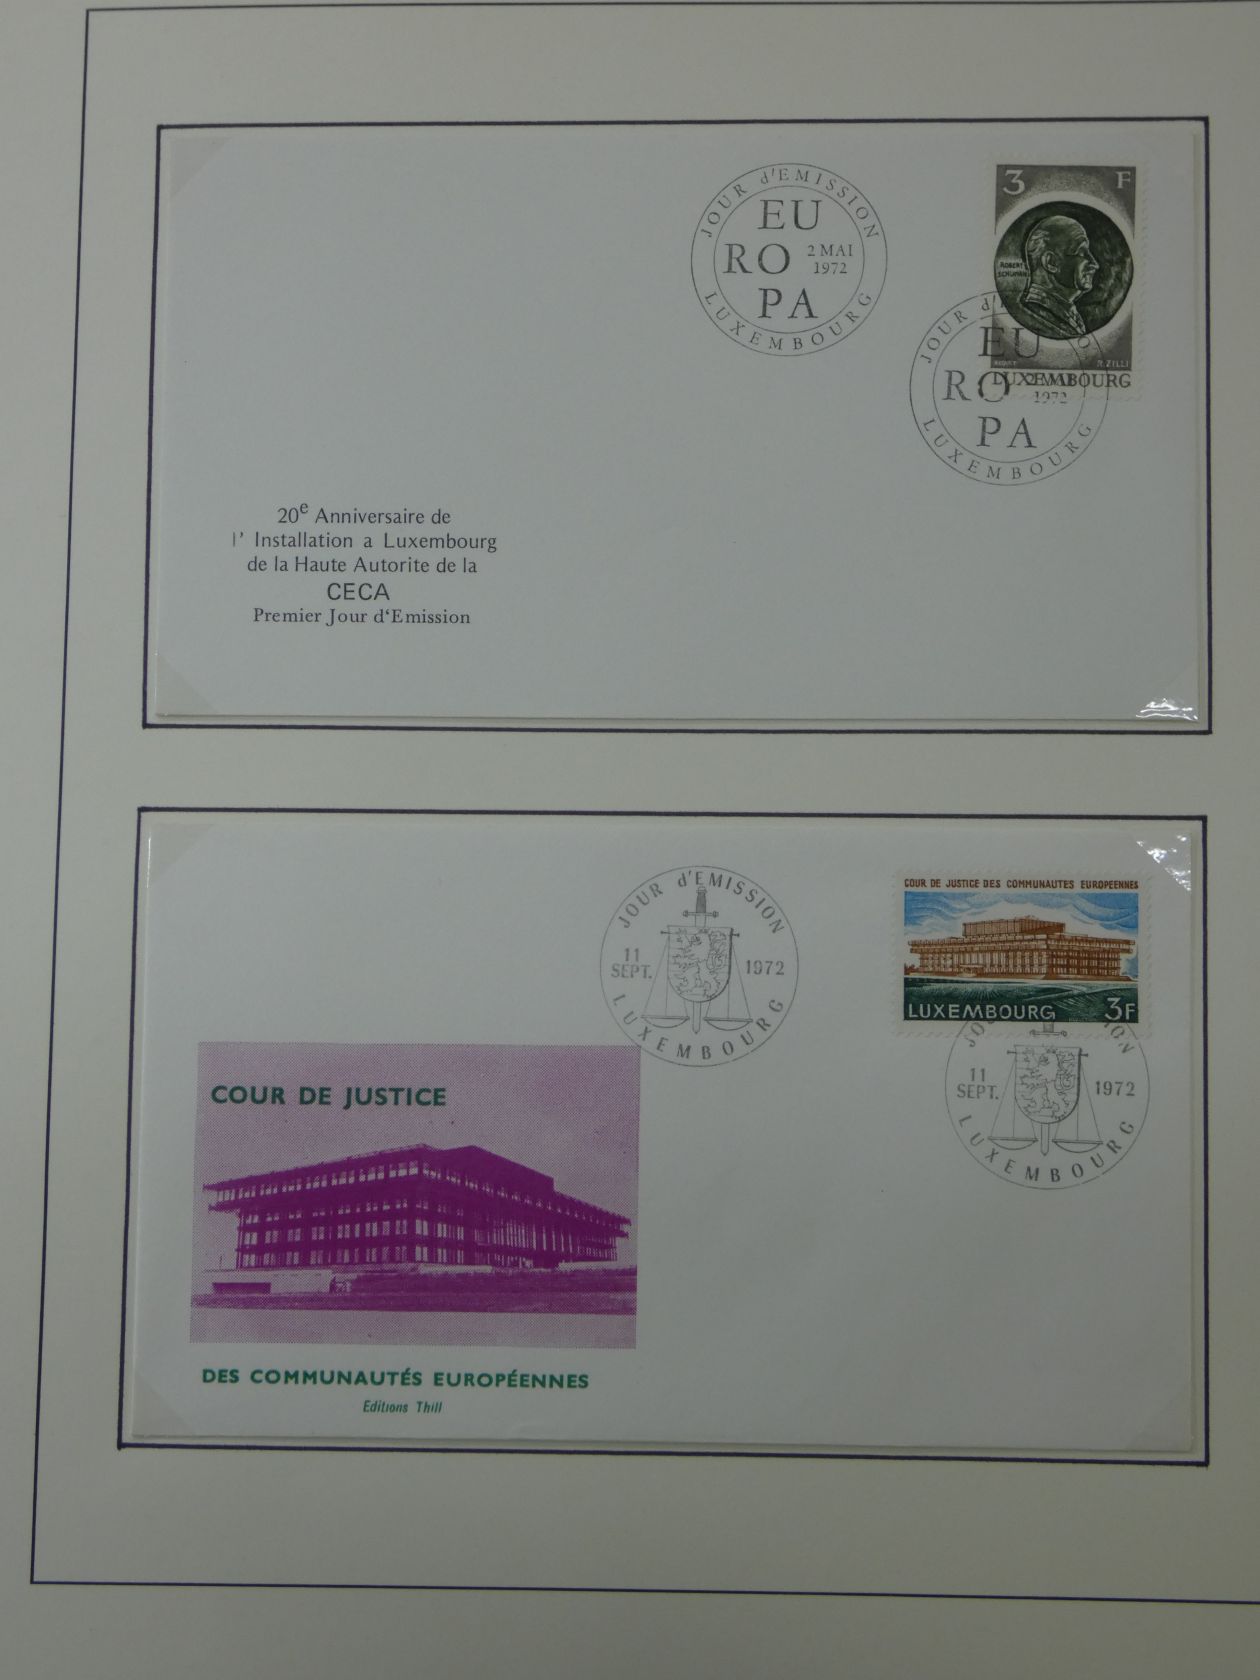 JOUR d'EMISSION
EU
RO 2 MAI
1972
PA
LUXEMBOURG
3 F
ROBERT
SCHUMAN
R. ZILLI
LUXEMBOURG
JOUR d'
EU
RO 2 MAI
1972
PA
LUXEMBOURG
20e Anniversaire de
l' Installation a Luxembourg
de la Haute Autorite de la
CECA
Premier Jour d'Emission
JOUR d'EMISSION
11
SEPT. 1972
LUXEMBOURG
COUR DE JUSTICE DES COMMUNAUTES EUROPEENNES
LUXEMBOURG 3F
11
SEPT. 1972
LUXEMBOURG
COUR DE JUSTICE
DES COMMUNAUTÉS EUROPÉENNES
Editions Thill